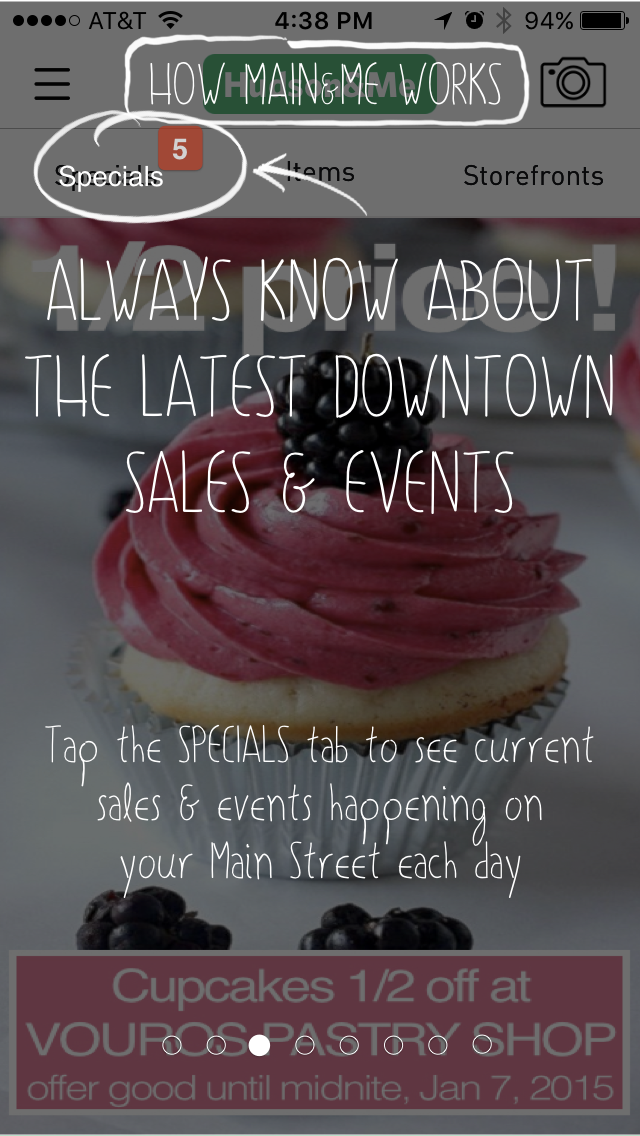 AT&T 4:38 PM 94%
HOW MAIN&ME WORKS
Hudson&Me
Specials 5 Items Storefronts
1/2 price!
ALWAYS KNOW ABOUT
THE LATEST DOWNTOWN
SALES & EVENTS
Tap the SPECIALS tab to see current
sales & events happening on
your Main Street each day
Cupcakes 1/2 off at
VOUROS PASTRY SHOP
offer good until midnite, Jan 7, 2015